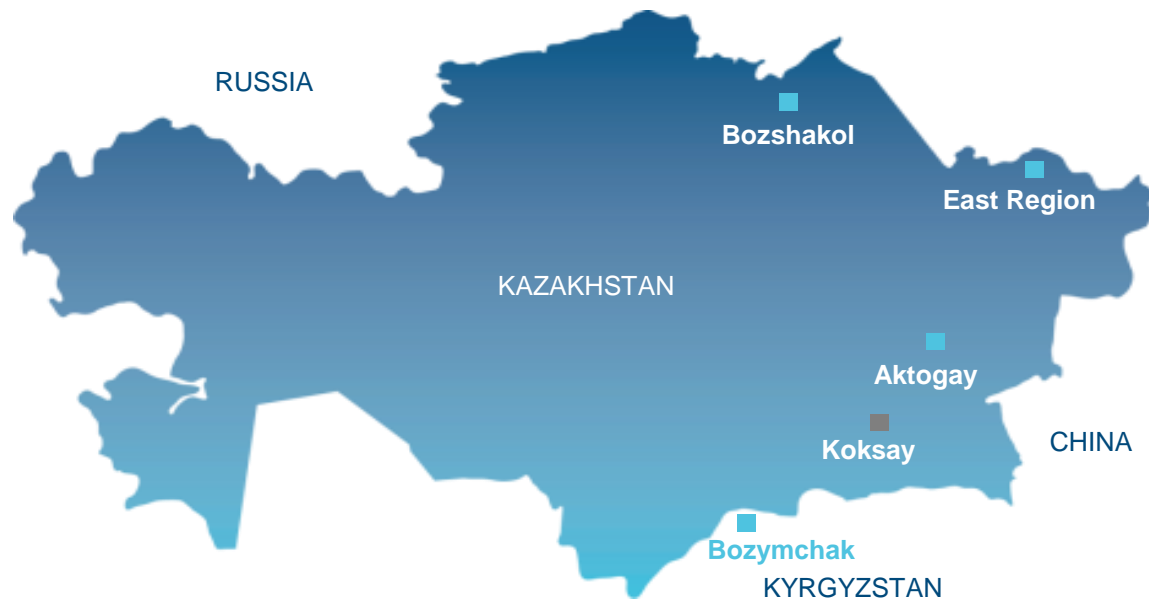 RUSSIA
Bozshakol
East Region
KAZAKHSTAN
Aktogay
Koksay
CHINA
Bozymchak
KYRGYZSTAN